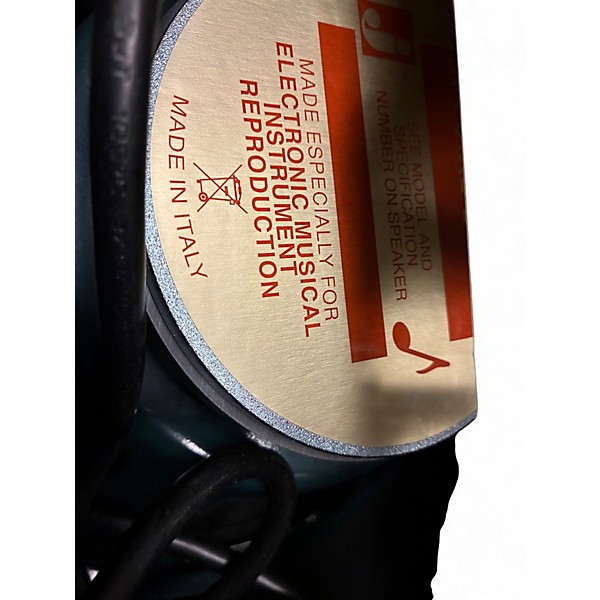 SEE MODEL AND
SPECIFICATION
NUMBER ON SPEAKER
MADE ESPECIALLY FOR
ELECTRONIC MUSICAL
INSTRUMENT
REPRODUCTION
MADE IN ITALY